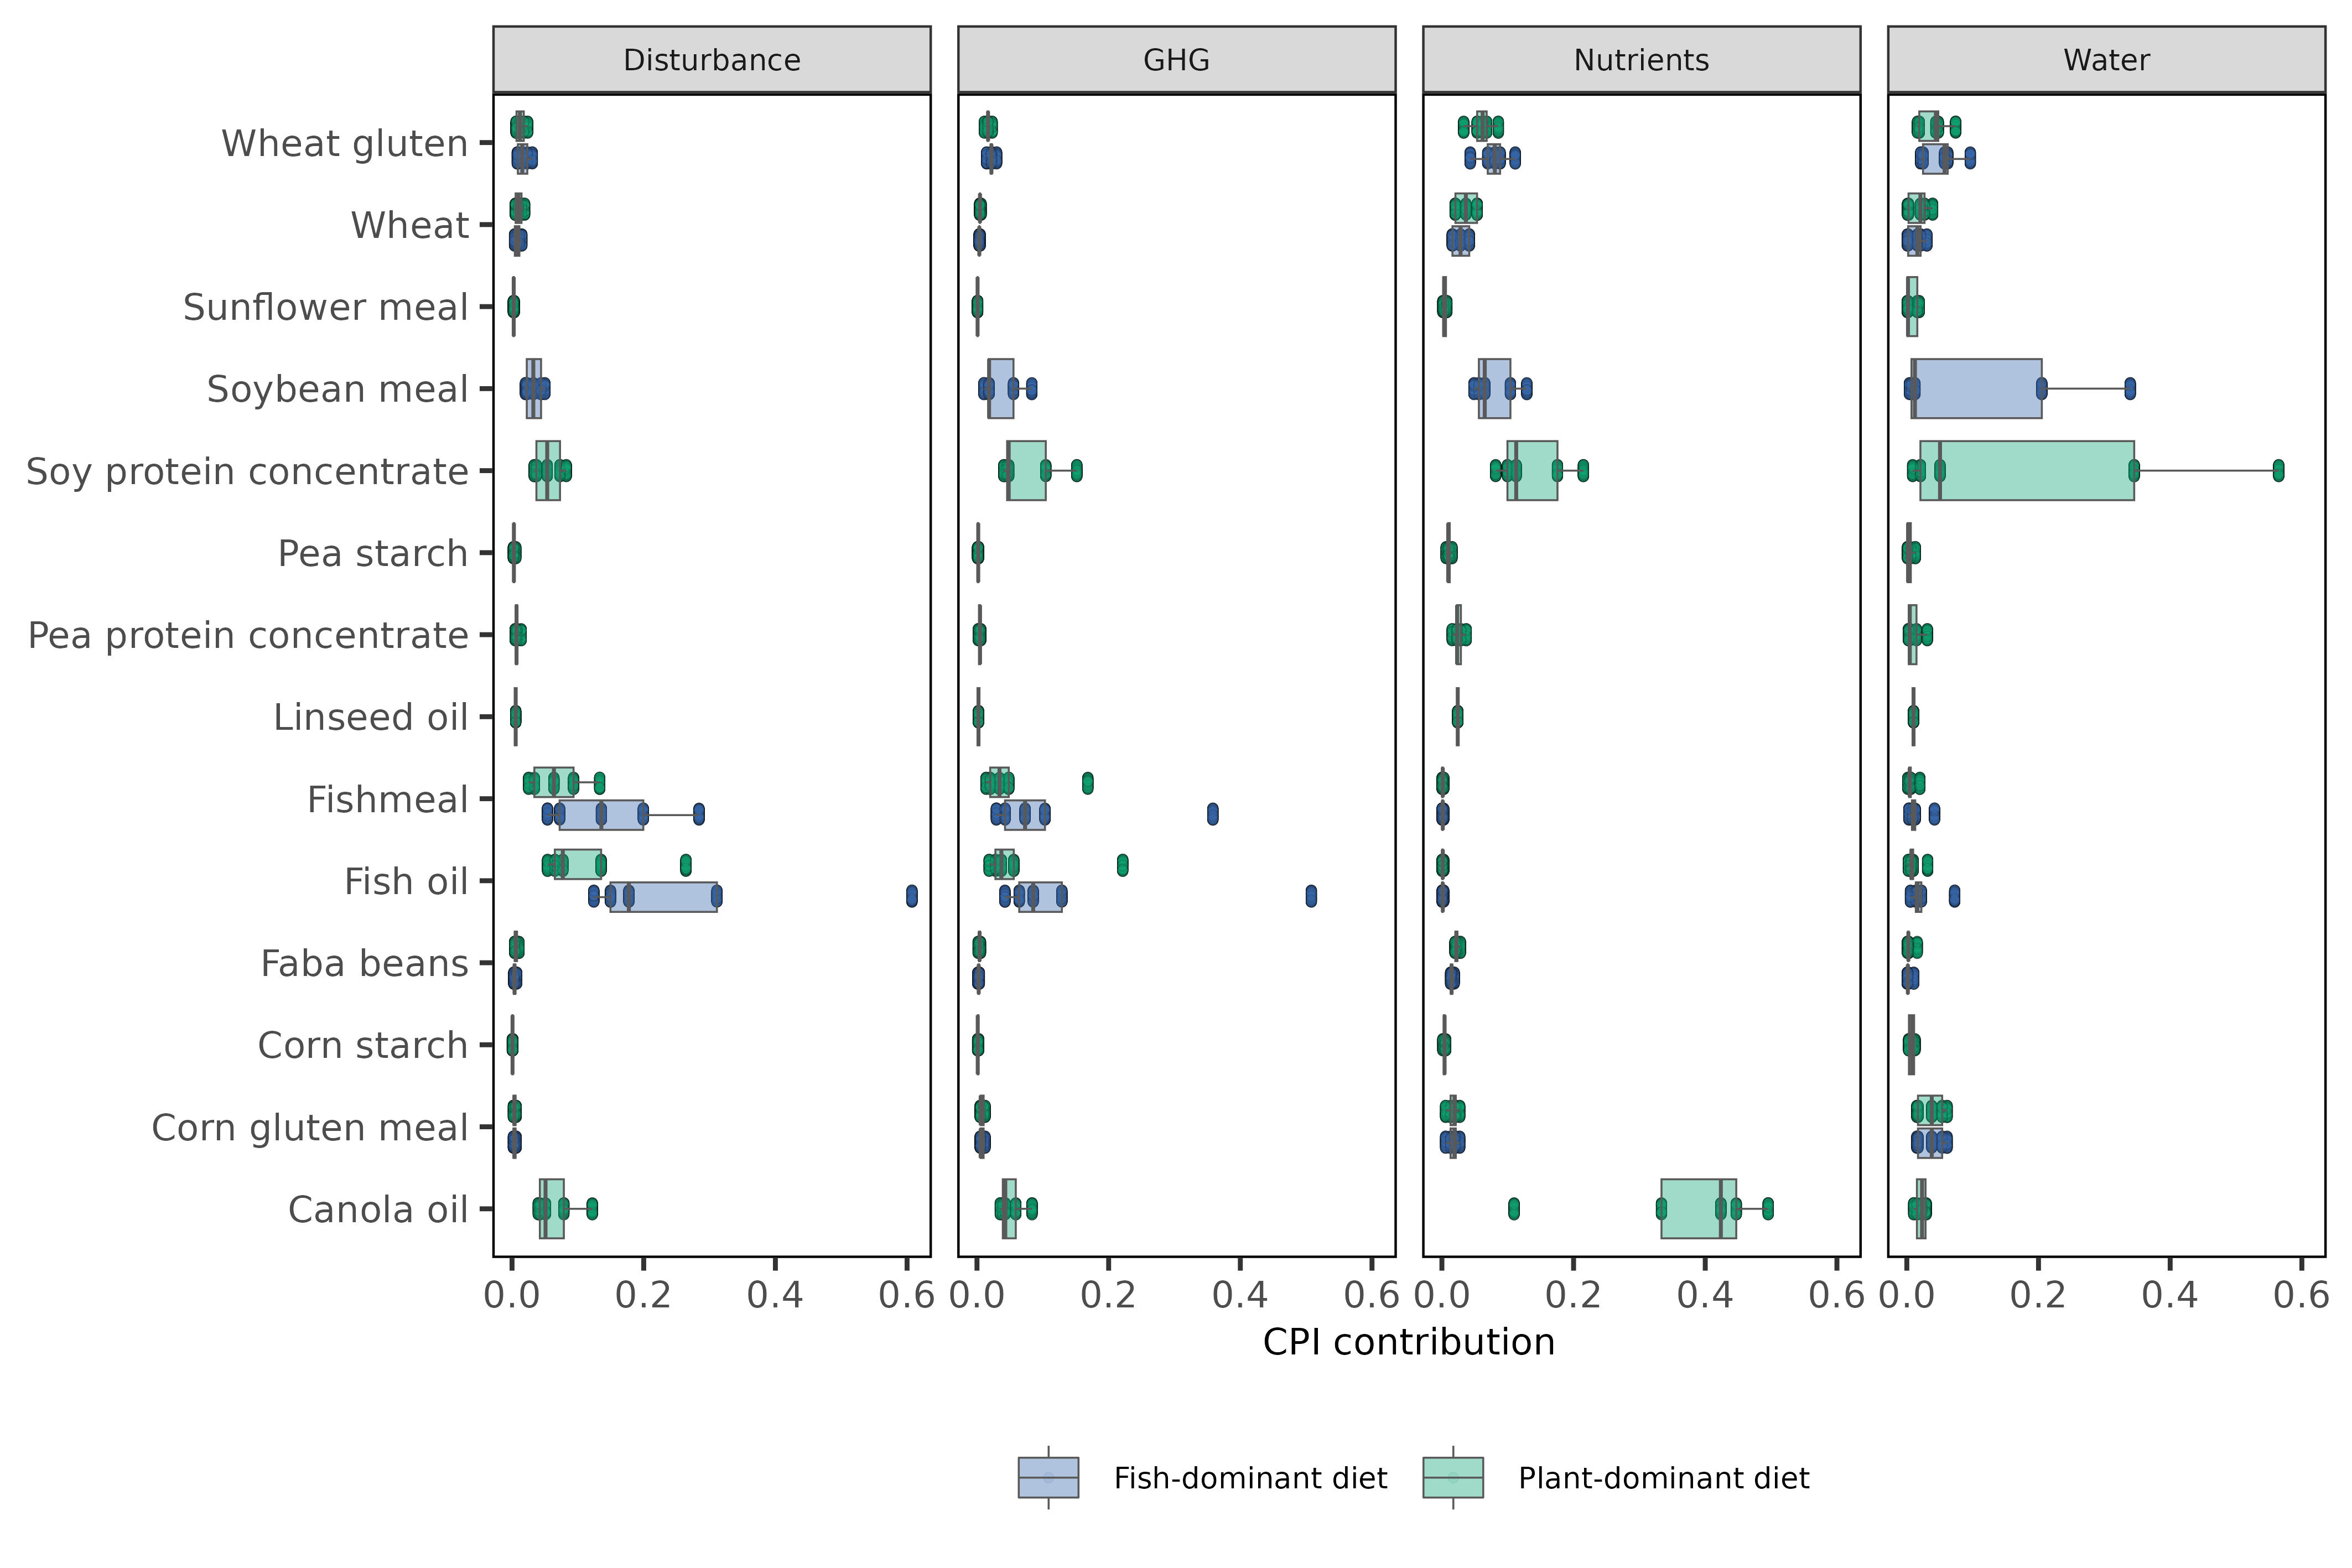 Disturbance
GHG
Nutrients
Water
Wheat gluten
Wheat
Sunflower meal
Soybean meal
Soy protein concentrate
Pea starch
Pea protein concentrate
Linseed oil
Fishmeal
Fish oil
Faba beans
Corn starch
Corn gluten meal
Canola oil
0.0 0.2 0.4 0.6 0.0 0.2 0.4 0.6 0.0 0.2 0.4 0.6 0.0 0.2 0.4 0.6
CPI contribution
Fish-dominant diet
Plant-dominant diet